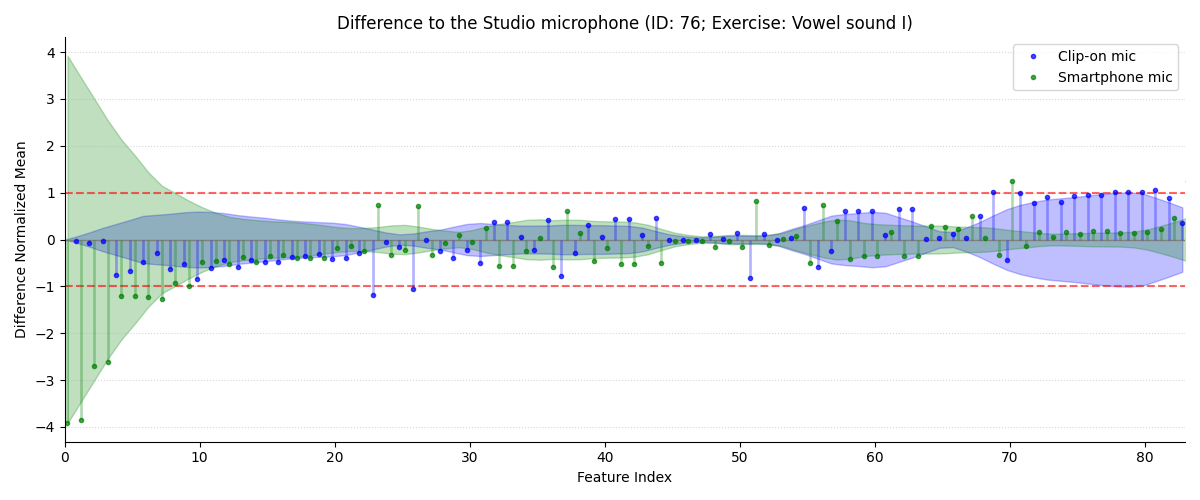 Difference to the Studio microphone (ID: 76; Exercise: Vowel sound I)
Clip-on mic
Smartphone mic
Difference Normalized Mean
4
3
2
1
0
−1
−2
−3
−4
0 10 20 30 40 50 60 70 80
Feature Index